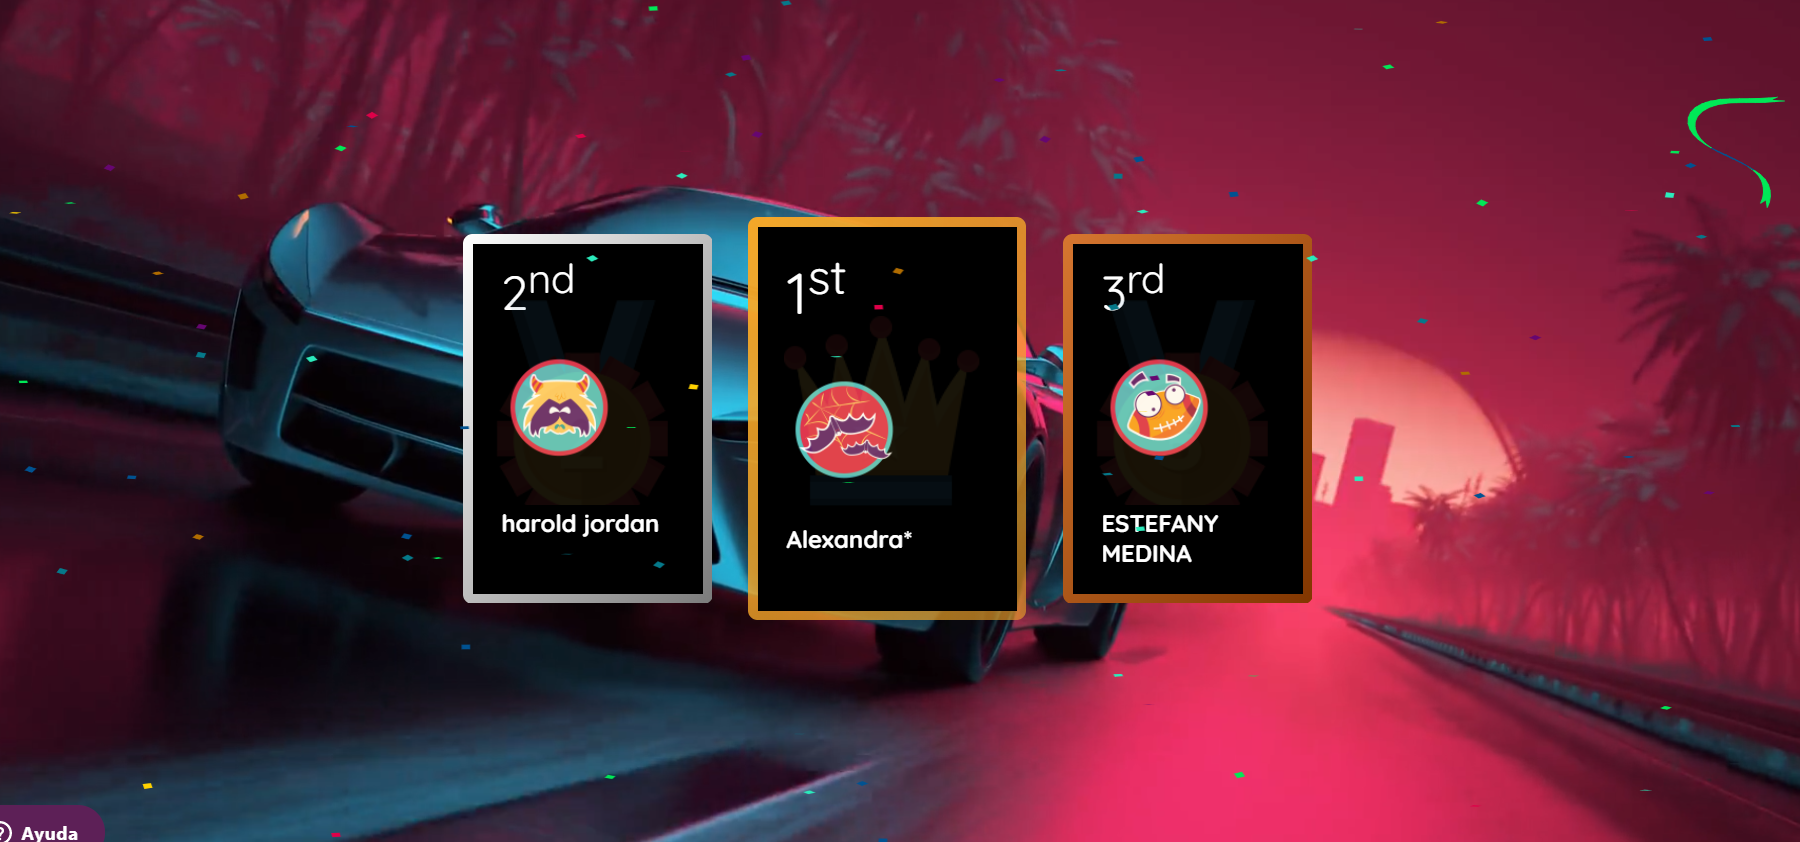 2nd
harold jordan
1st
Alexandra*
3rd
ESTEFANY
MEDINA
Ayuda